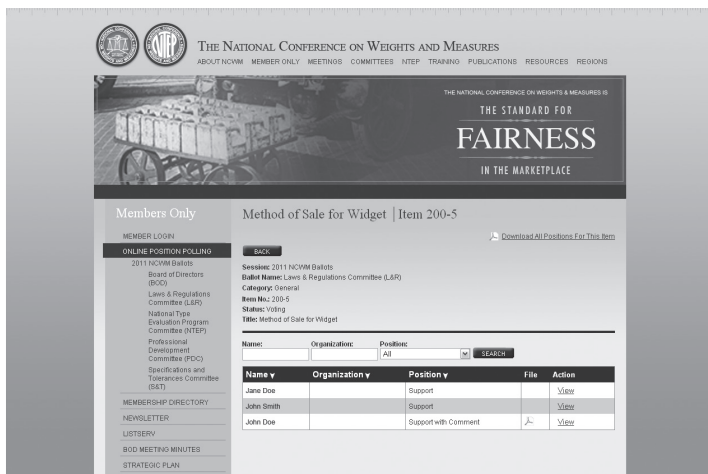 THE NATIONAL CONFERENCE ON WEIGHTS AND MEASURES
ABOUT NCWM MEMBER ONLY MEETINGS COMMITTEES NTEP TRAINING PUBLICATIONS RESOURCES REGIONS
THE NATIONAL CONFERENCE ON WEIGHTS & MEASURES IS
THE STANDARD FOR
FAIRNESS
IN THE MARKETPLACE
Members Only
MEMBER LOGIN
ONLINE POSITION POLLING
2011 NCWM Ballots
Board of Directors
(BOD)
Laws & Regulations
Committee (L&R)
National Type
Evaluation Program
Committee (NTEP)
Professional
Development
Committee (PDC)
Specifications and
Tolerances Committee
(S&T)
MEMBERSHIP DIRECTORY
NEWSLETTER
LISTSERV
BOD MEETING MINUTES
STRATEGIC PLAN
Method of Sale for Widget | Item 200-5
Download All Positions For This Item
BACK
Session: 2011 NCWM Ballots
Ballot Name: Laws & Regulations Committee (L&R)
Category: General
Item No.: 200-5
Status: Voting
Title: Method of Sale for Widget
Name: Organization: Position:
All SEARCH
Name Organization Position File Action
Jane Doe Support View
John Smith Support View
John Doe Support with Comment View